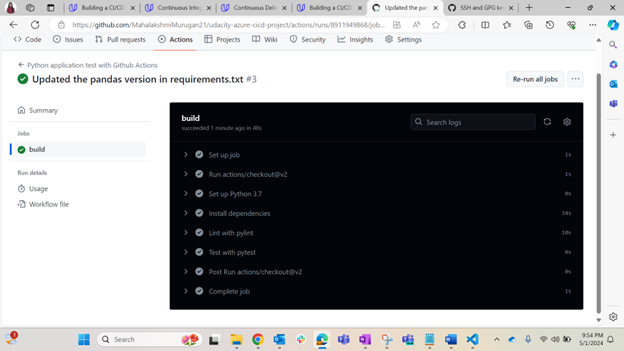 Building a CI/CD
Continuous Integ
Continuous Deli
Building a CI/CD
Updated the pan
SSH and GPG key
https://github.com/MahalakshmiMurugan21/udacity-azure-cicd-project/actions/runs/8911949868/job...
Code
Issues
Pull requests
Actions
Projects
Wiki
Security
Insights
Settings
Python application test with Github Actions
Updated the pandas version in requirements.txt #3
Re-run all jobs
Summary
Jobs
build
Run details
Usage
Workflow file
build
succeeded 1 minute ago in 48s
Search logs
Set up job 1s
Run actions/checkout@v2 1s
Set up Python 3.7 0s
Install dependencies 34s
Lint with pylint 10s
Test with pytest 0s
Post Run actions/checkout@v2 0s
Complete job 1s
Search
9:54 PM
5/1/2024